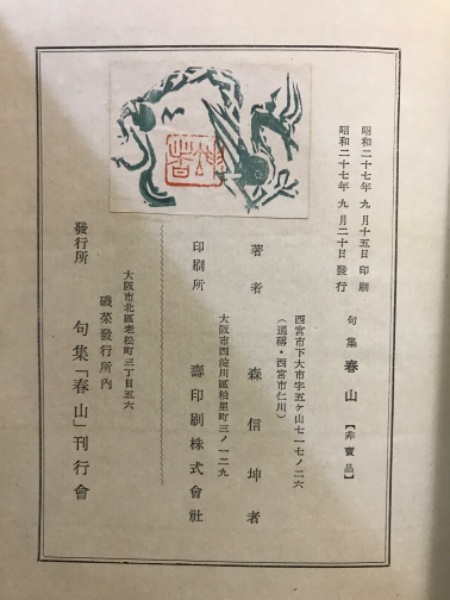 昭和二十七年 九月十五日 印刷
昭和二十七年 九月二十日 發行
句集 春山 【非賣品】
西宮市下大市字五ケ山七一七ノ二六
(通稱・西宮市仁川)
著者 森信坤者
大阪市西淀川區柏里町三ノ一二九
印刷所 壽印刷株式會社
大阪市北區老松町三丁目五六
磯菜發行所內
發行所 句集「春山」刊行會
坤者